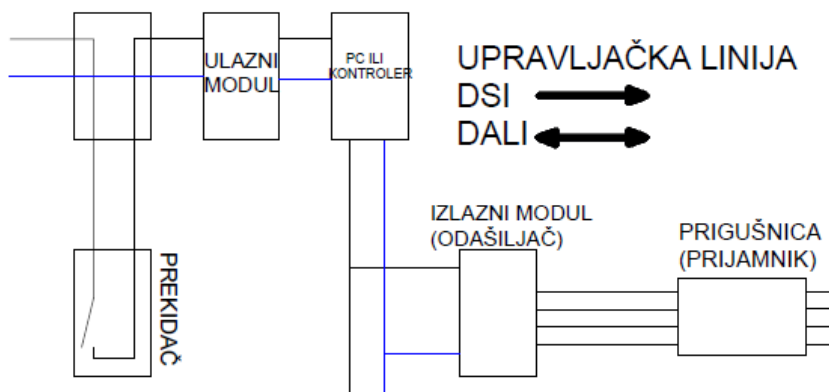 ULAZNI
MODUL
PC ILI
KONTROLER
UPRAVLJAČKA LINIJA
DSI
DALI
PREKIDAČ
IZLAZNI MODUL
(ODAŠILJAČ)
PRIGUŠNICA
(PRIJAMNIK)